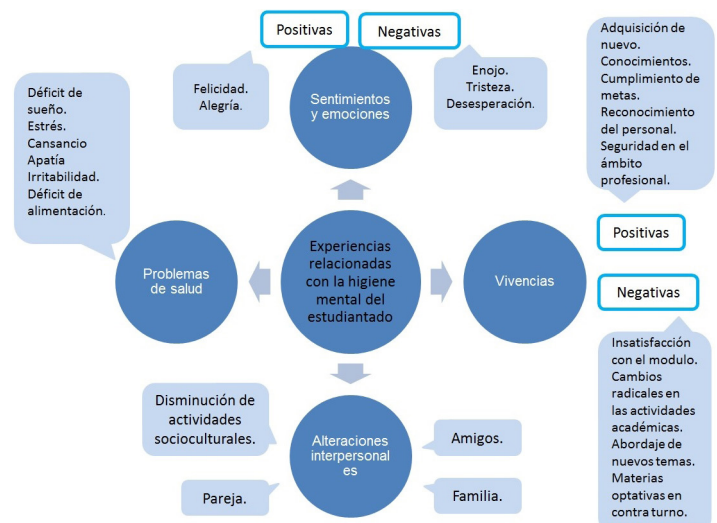 Positivas
Negativas
Felicidad.
Alegría.
Sentimientos
y emociones
Enojo.
Tristeza.
Desesperación.
Adquisición de
nuevo.
Conocimientos.
Cumplimiento de
metas.
Reconocimiento
del personal.
Seguridad en el
ámbito
profesional.
Déficit de
sueño.
Estrés.
Cansancio
Apatía
Irritabilidad.
Déficit de
alimentación.
Problemas
de salud
Experiencias
relacionadas
con la higiene
mental del
estudiantado
Vivencias
Positivas
Negativas
Insatisfacción
con el modulo.
Cambios
radicales en
las actividades
académicas.
Abordaje de
nuevos temas.
Materias
optativas en
contra turno.
Disminución de
actividades
socioculturales.
Alteraciones
interpersonal
es
Amigos.
Pareja.
Familia.